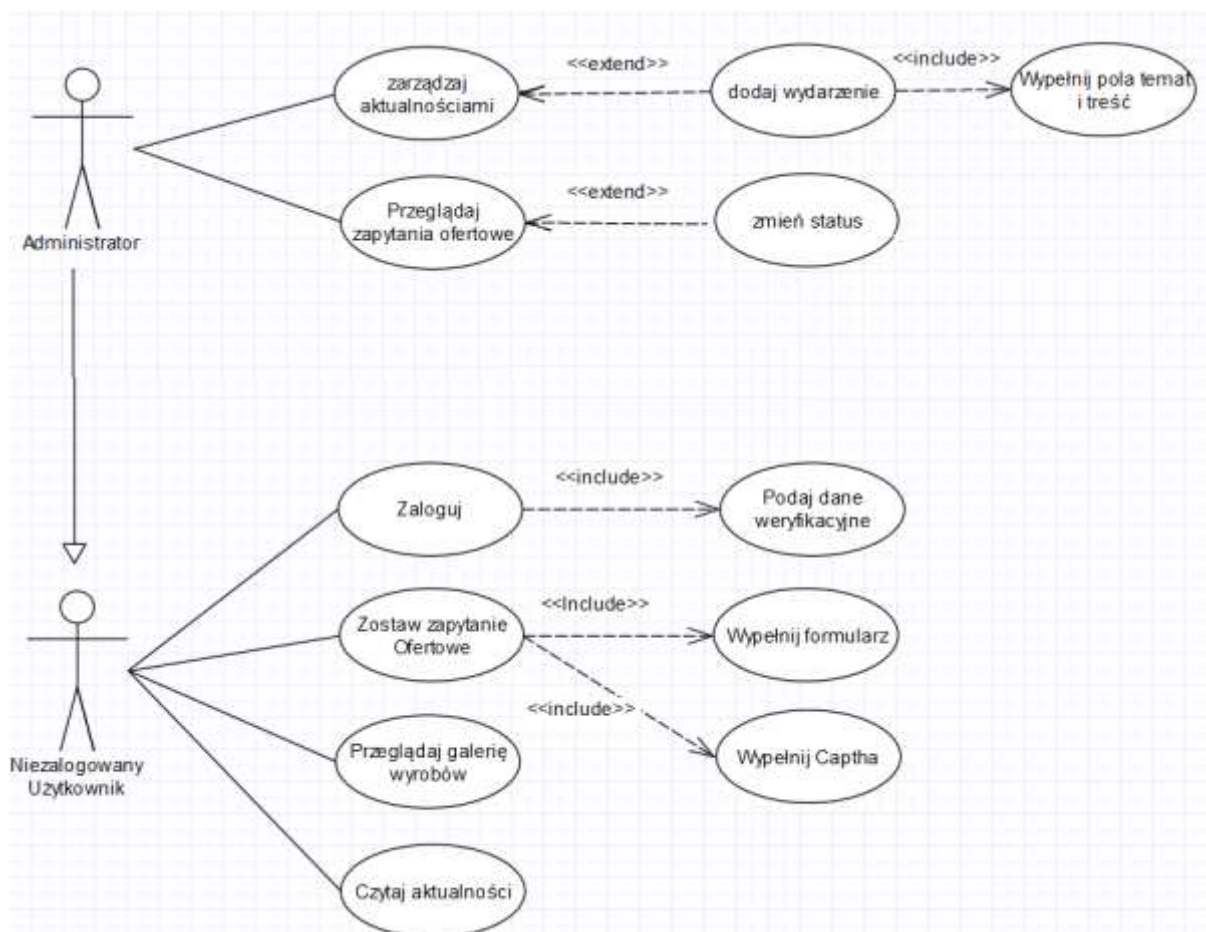 <<extend>>
<<include>>
zarządzaj
aktualnościami
dodaj wydarzenie
Wypełnij pola temat
i treść
<<extend>>
Przeglądaj
zapytania ofertowe
zmień status
Administrator
<<include>>
Zaloguj
Podaj dane
weryfikacyjne
<<Include>>
Zostaw zapytanie
Ofertowe
Wypełnij formularz
<<include>>
Przeglądaj galerię
wyrobów
Wypełnij Captha
Niezalogowany
Użytkownik
Czytaj aktualności